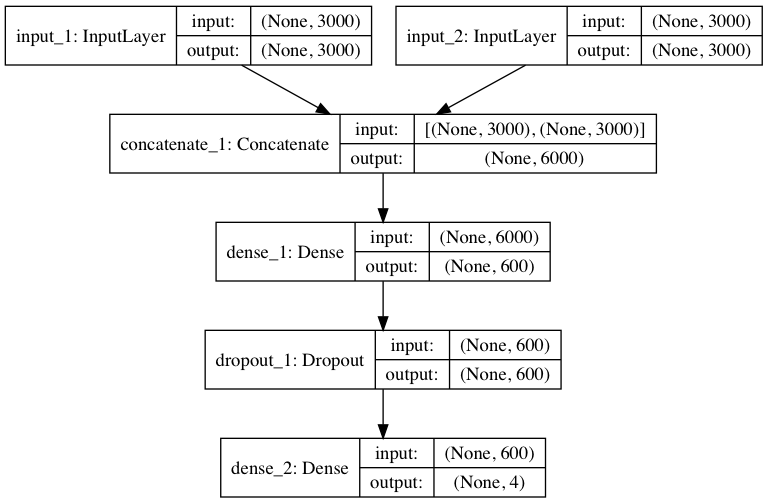 input_1: InputLayer
input: (None, 3000)
output: (None, 3000)
input_2: InputLayer
input: (None, 3000)
output: (None, 3000)
concatenate_1: Concatenate
input: [(None, 3000), (None, 3000)]
output: (None, 6000)
dense_1: Dense
input: (None, 6000)
output: (None, 600)
dropout_1: Dropout
input: (None, 600)
output: (None, 600)
dense_2: Dense
input: (None, 600)
output: (None, 4)